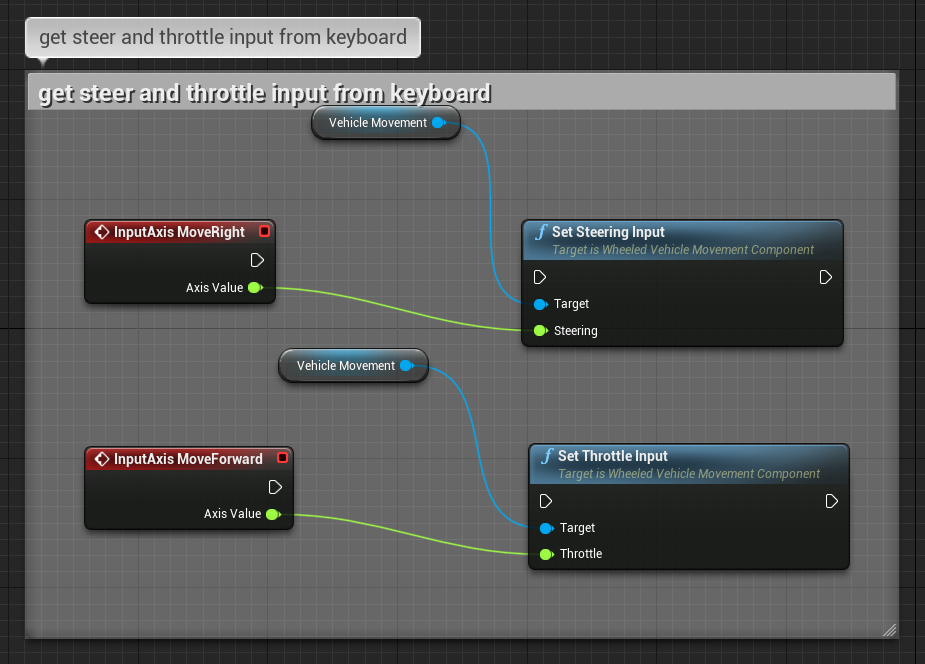 get steer and throttle input from keyboard
get steer and throttle input from keyboard
Vehicle Movement
InputAxis MoveRight
Axis Value
Set Steering Input
Target is Wheeled Vehicle Movement Component
Target
Steering
Vehicle Movement
InputAxis MoveForward
Axis Value
Set Throttle Input
Target is Wheeled Vehicle Movement Component
Target
Throttle